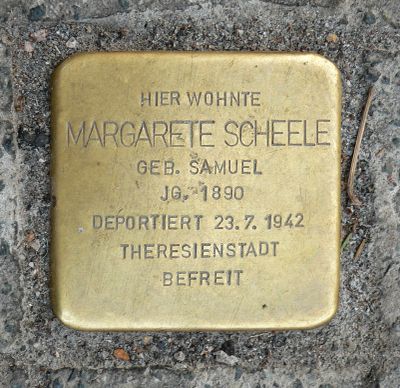 HIER WOHNTE
MARGARETE SCHEELE
GEB. SAMUEL
JG. 1890
DEPORTIERT 23.7. 1942
THERESIENSTADT
BEFREIT